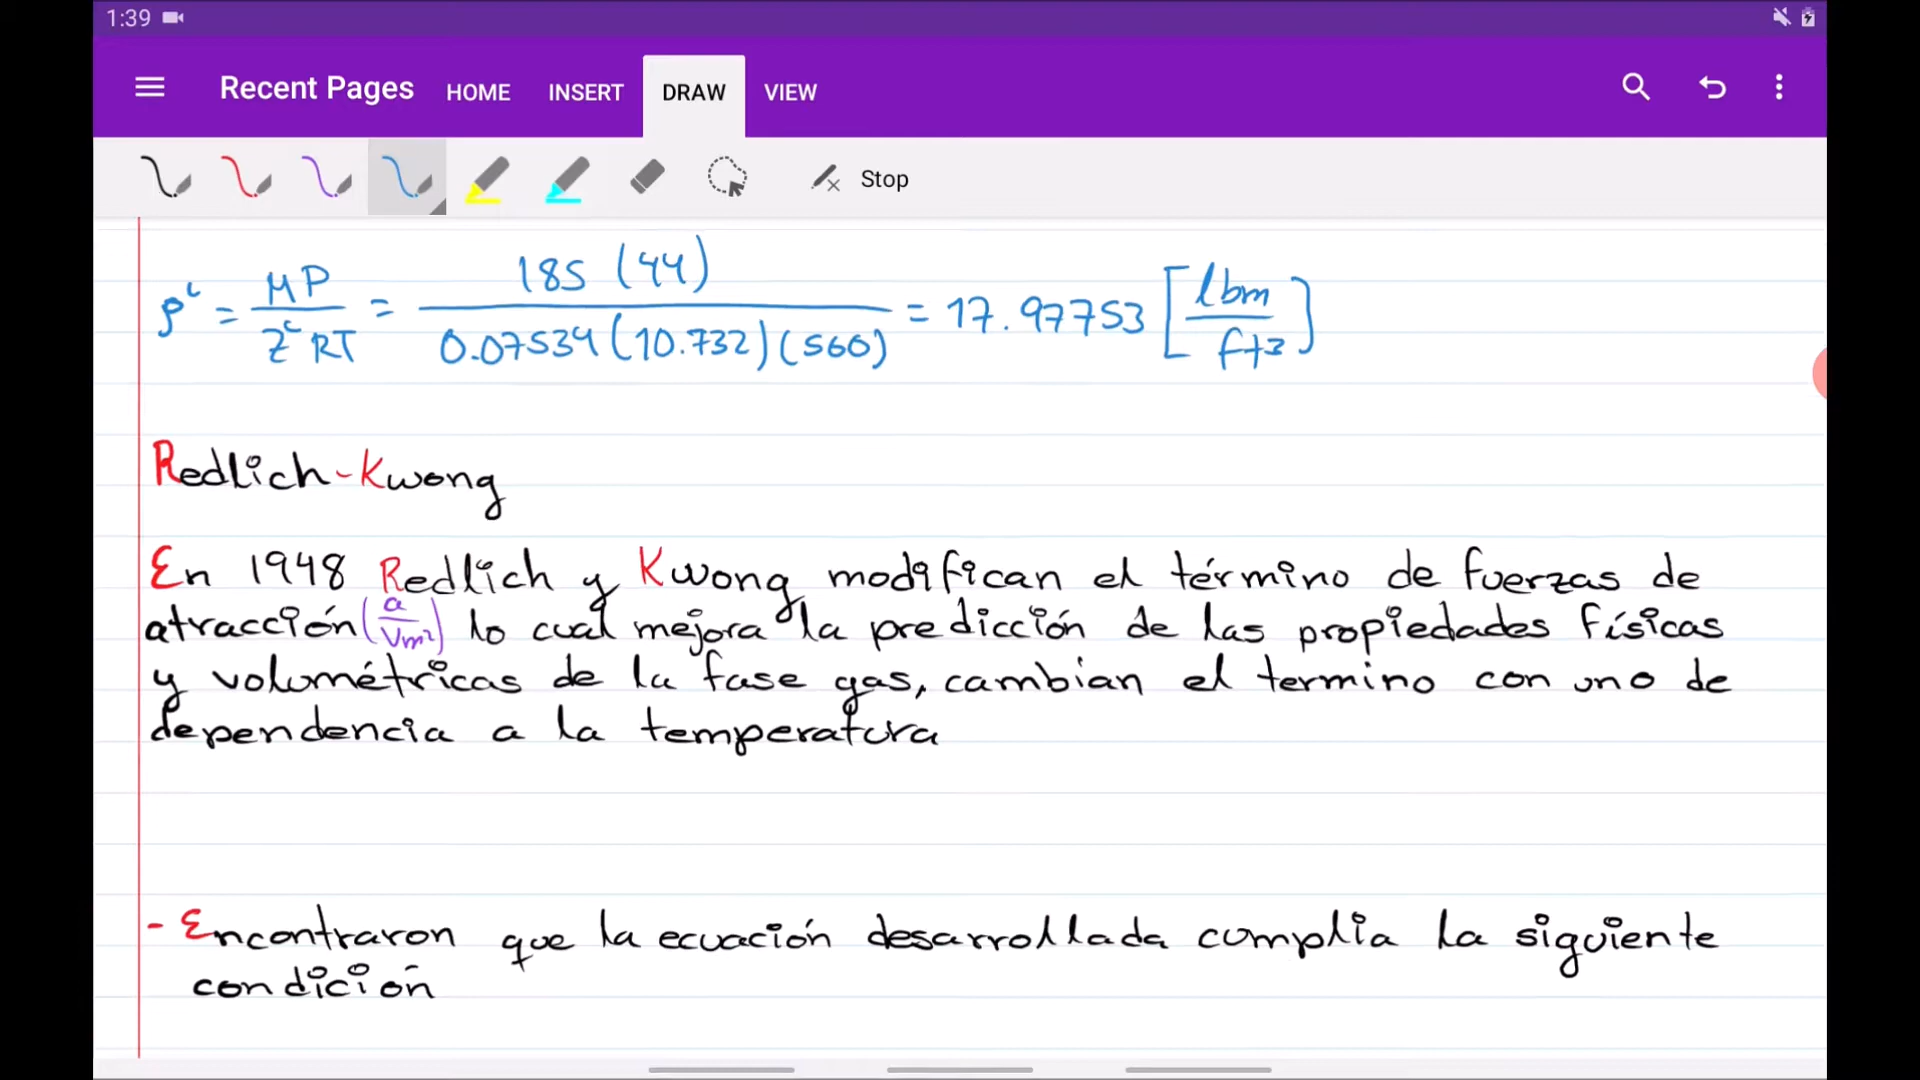 1:39
Recent Pages HOME INSERT DRAW VIEW
Stop
ρᴸ = MP / Zᴸ RT = 185 (44) / 0.07534 (10.732) (560) = 17.97753 [lbm / ft3]
Redlich-Kwong
En 1948 Redlich y Kwong modifican el término de fuerzas de
atracción (a / Vm²) lo cual mejora la predicción de las propiedades físicas
y volumétricas de la fase gas, cambian el termino con uno de
dependencia a la temperatura
- Encontraron que la ecuación desarrollada cumplia la siguiente
condición